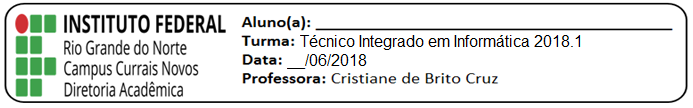 INSTITUTO FEDERAL
Rio Grande do Norte
Campus Currais Novos
Diretoria Acadêmica
Aluno(a): ______________________________
Turma: Técnico Integrado em Informática 2018.1
Data: __/06/2018
Professora: Cristiane de Brito Cruz